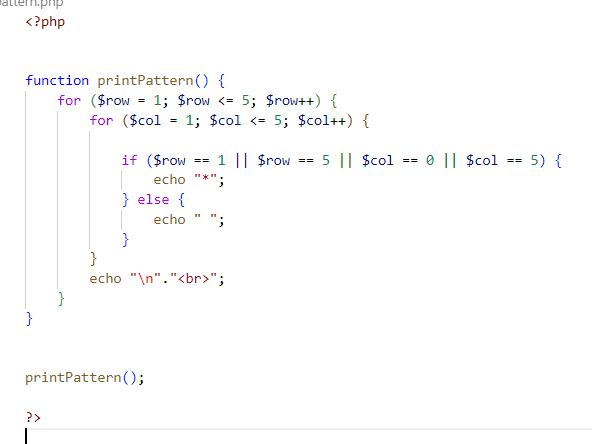 pattern.php
<?php
function printPattern() {
for ($row = 1; $row <= 5; $row++) {
for ($col = 1; $col <= 5; $col++) {
if ($row == 1 || $row == 5 || $col == 0 || $col == 5) {
echo "*";
} else {
echo " ";
}
}
echo "\n"."<br>";
}
}
printPattern();
?>